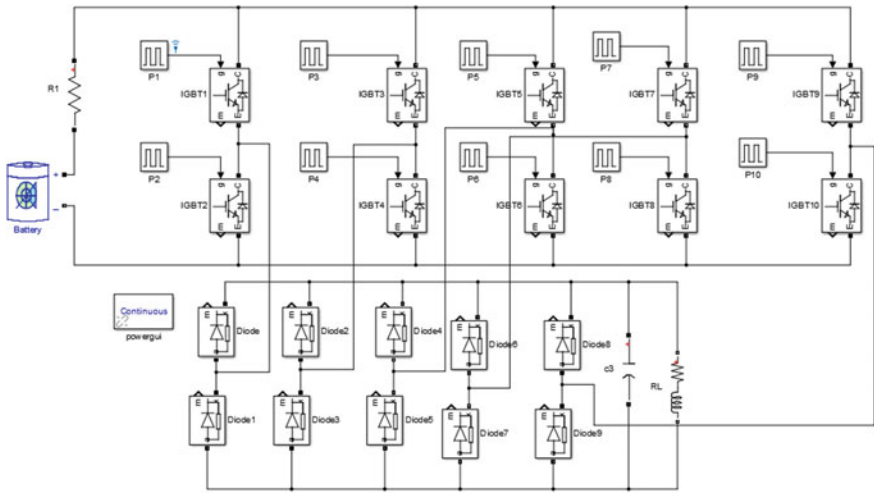 P1
g
C
IGBT1
m
E
P3
g
C
IGBT3
m
E
P5
g
C
IGBT5
m
E
P7
g
C
IGBT7
m
E
P9
g
C
IGBT9
m
E
R1
+
P2
g
C
IGBT2
m
E
P4
g
C
IGBT4
m
E
P6
g
C
IGBT6
m
E
P8
g
C
IGBT8
m
E
P10
g
C
IGBT10
m
E
+
–
Battery
Continuous
powergui
m
k
a
Diode
m
k
a
Diode2
m
k
a
Diode4
m
k
a
Diode6
m
k
a
Diode8
+
c3
+
RL
m
k
a
Diode1
m
k
a
Diode3
m
k
a
Diode5
m
k
a
Diode7
m
k
a
Diode9